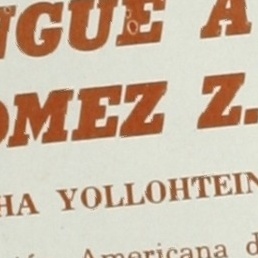 NGUE A
OMEZ Z.
HA YOLLOHTEIN
Americana d